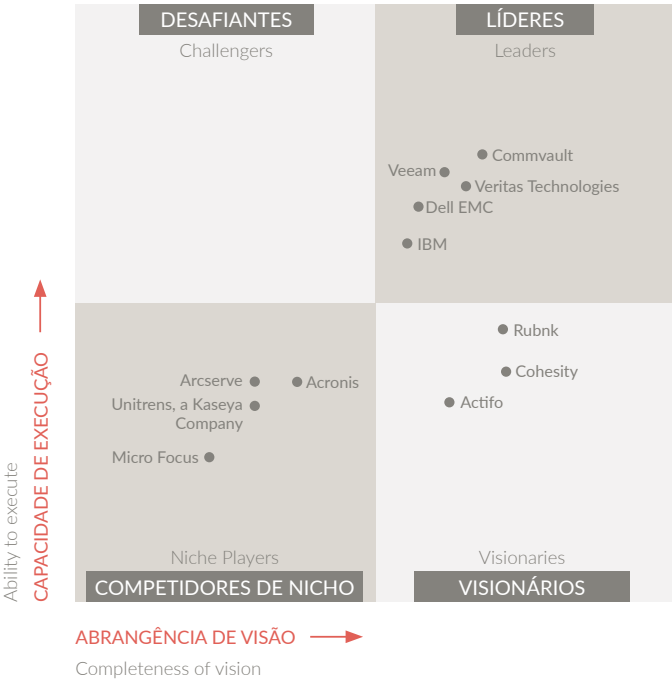 DESAFIANTES
Challengers
LÍDERES
Leaders
Commvault
Veeam
Veritas Technologies
Dell EMC
IBM
Rubnk
Cohesity
Actifo
Arcserve
Acronis
Unitrens, a Kaseya
Company
Micro Focus
Niche Players
COMPETIDORES DE NICHO
Visionaries
VISIONÁRIOS
Ability to execute
CAPACIDADE DE EXECUÇÃO
ABRANGÊNCIA DE VISÃO
Completeness of vision